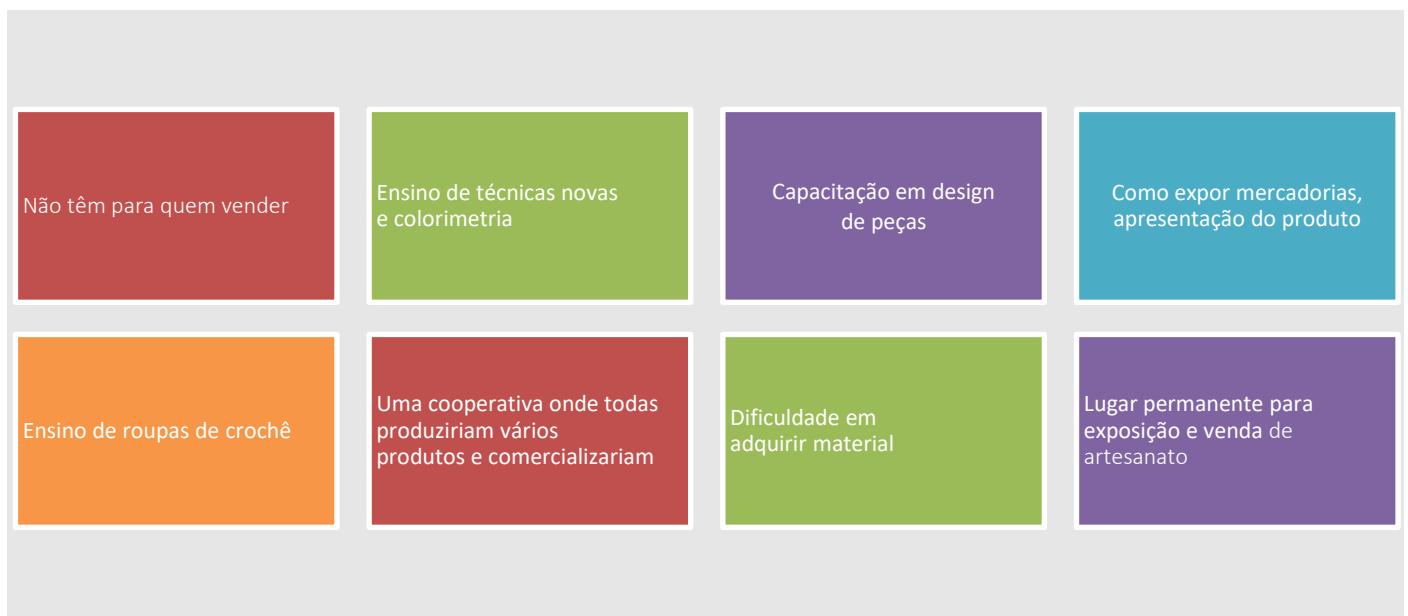 Não têm para quem vender
Ensino de técnicas novas
e colorimetria
Capacitação em design
de peças
Como expor mercadorias,
apresentação do produto
Ensino de roupas de crochê
Uma cooperativa onde todas
produziriam vários
produtos e comercializariam
Dificuldade em
adquirir material
Lugar permanente para
exposição e venda de
artesanato